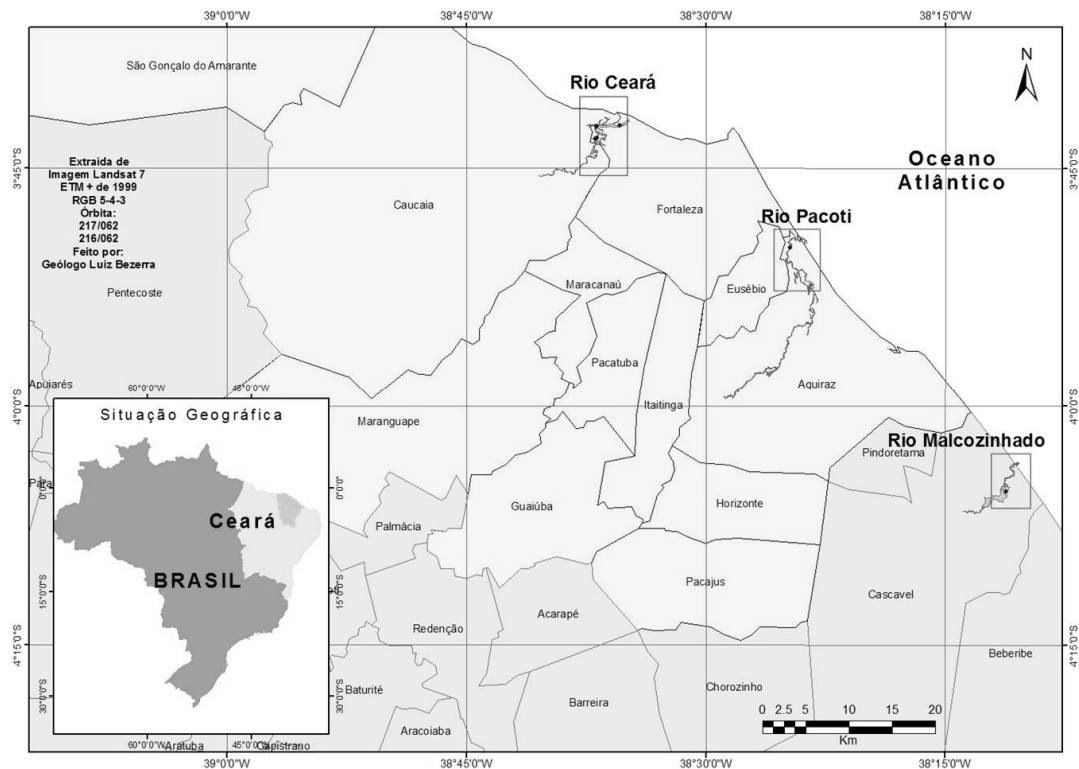 39°0'0"W
38°45'0"W
38°30'0"W
38°15'0"W
São Gonçalo do Amarante
N
Rio Ceará
Oceano
Atlântico
3°45'0"S
3°45'0"S
Extraída de
Imagem Landsat 7
ETM + de 1999
RGB 5-4-3
Órbita:
217/062
216/062
Feito por:
Geólogo Luiz Bezerra
Caucaia
Fortaleza
Rio Pacoti
Pentecoste
Maracanaú
Eusébio
Pacatuba
Apuiarés
60°0'0"W
45°0'0"W
Aquiraz
Itaitinga
4°0'0"S
4°0'0"S
Situação Geográfica
Maranguape
Rio Malcozinhado
Pindoretama
Para
0°0'0"
0°0'0"
Ceará
Guaiúba
Horizonte
Palmácia
BRASIL
Pacajus
15°0'0"S
15°0'0"S
Cascavel
Acarapé
Redenção
4°15'0"S
4°15'0"S
Beberibe
Baturité
30°0'0"S
30°0'0"S
Barreira
Chorozinho
0 2.5 5 10 15 20
Km
Aracoiaba
60°0'0"W
45°0'0"W
Aratuba
Capistrano
39°0'0"W
38°45'0"W
38°30'0"W
38°15'0"W